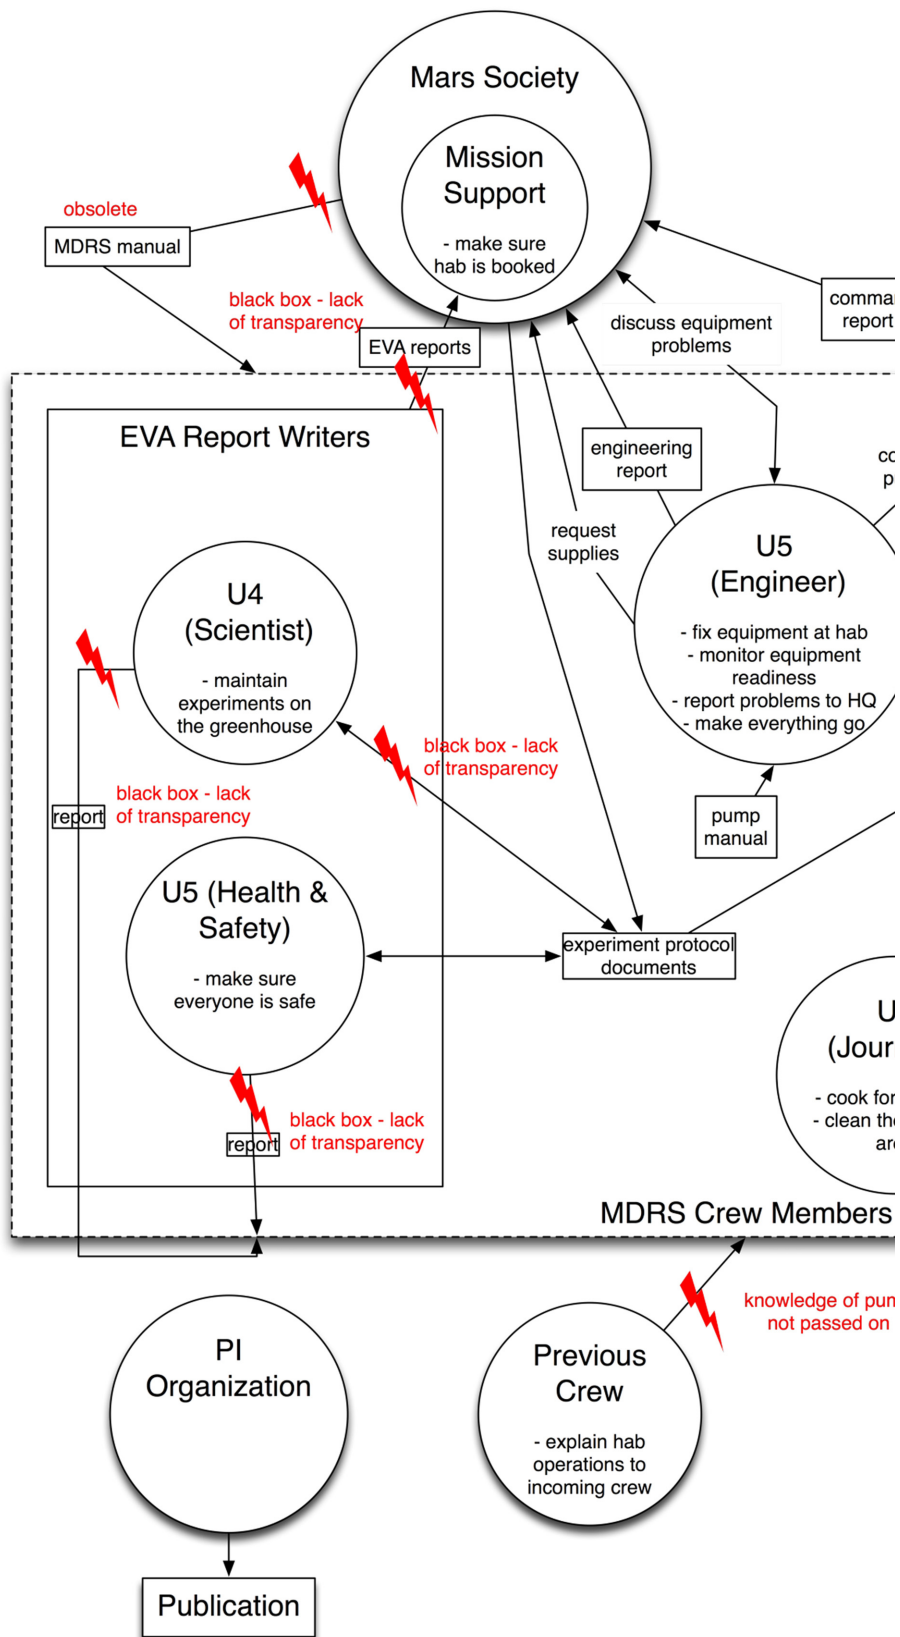 Mars Society
Mission
Support
- make sure
hab is booked
obsolete
MDRS manual
black box - lack
of transparency
EVA reports
discuss equipment
problems
report
EVA Report Writers
engineering
report
request
supplies
U4
(Scientist)
- maintain
experiments on
the greenhouse
U5
(Engineer)
- fix equipment at hab
- monitor equipment
readiness
- report problems to HQ
- make everything go
black box - lack
of transparency
black box - lack
of transparency
report
pump
manual
U5 (Health &
Safety)
- make sure
everyone is safe
experiment protocol
documents
- cook for
- clean
black box - lack
of transparency
report
MDRS Crew Members
knowledge of
not passed on
PI
Organization
Previous
Crew
- explain hab
operations to
incoming crew
Publication